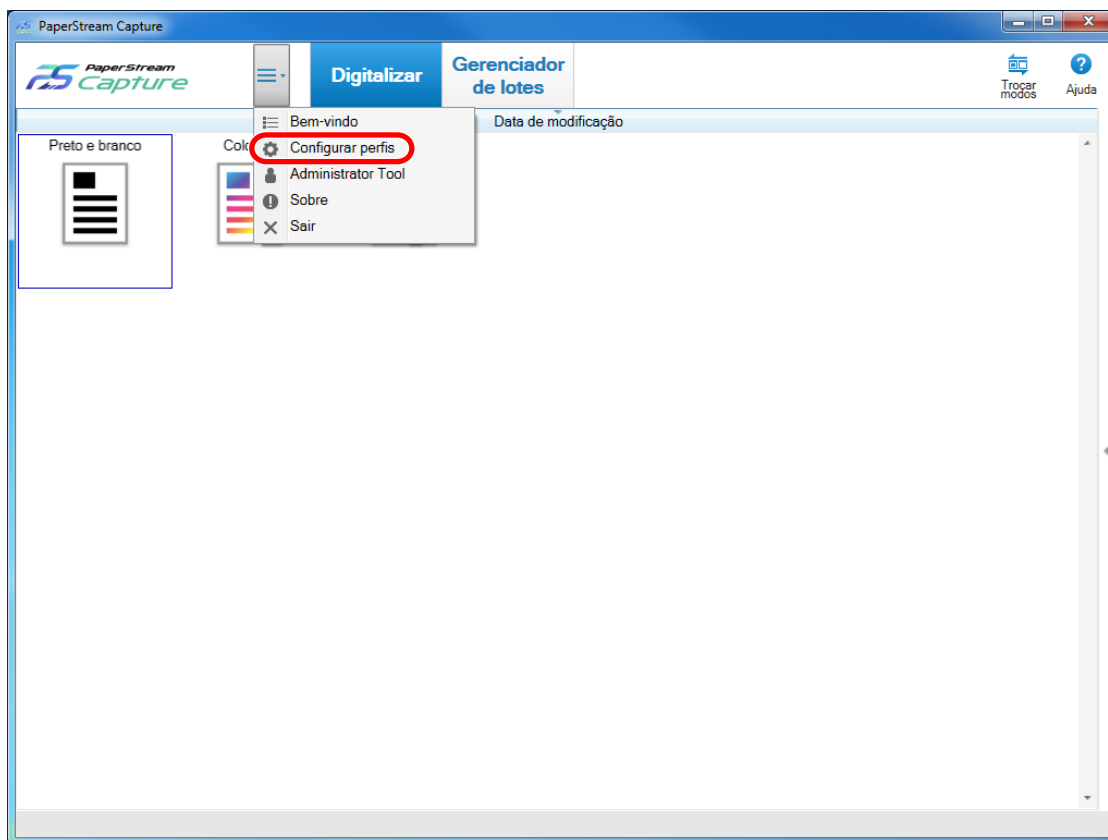 PaperStream Capture
PaperStream
Capture
Digitalizar
Gerenciador
de lotes
Trocar
modos
Ajuda
Data de modificação
Preto e branco
Bem-vindo
Configurar perfis
Administrator Tool
Sobre
Sair